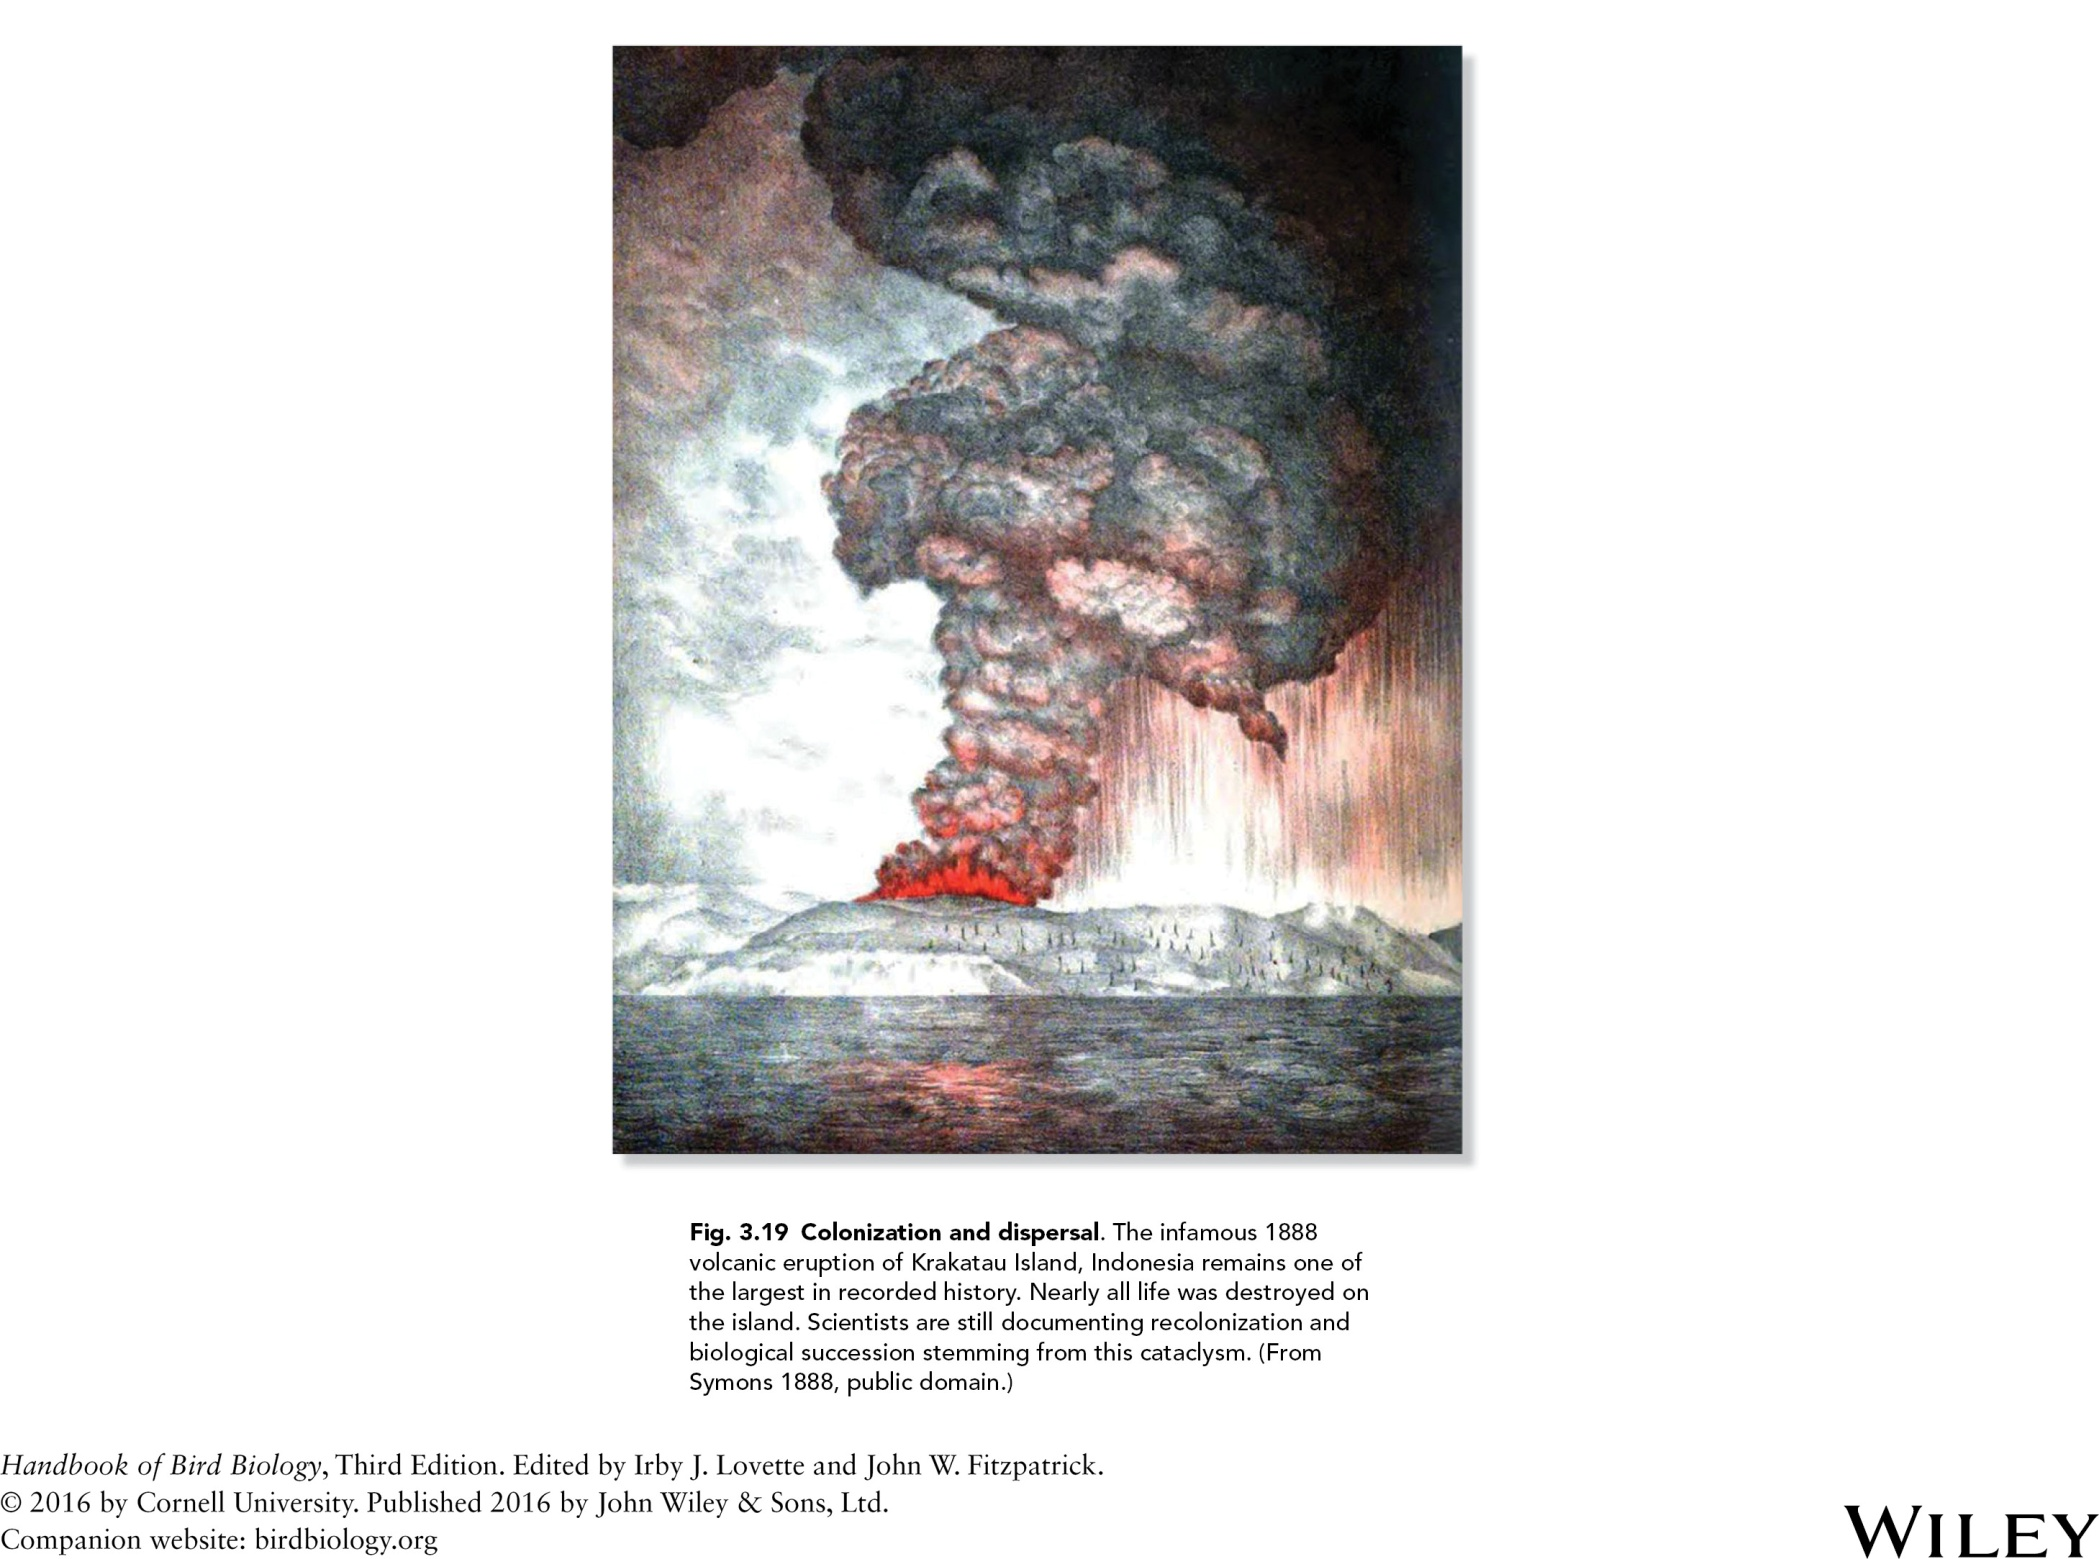 Fig. 3.19 Colonization and dispersal. The infamous 1888
volcanic eruption of Krakatau Island, Indonesia remains one of
the largest in recorded history. Nearly all life was destroyed on
the island. Scientists are still documenting recolonization and
biological succession stemming from this cataclysm. (From
Symons 1888, public domain.)
Handbook of Bird Biology, Third Edition. Edited by Irby J. Lovette and John W. Fitzpatrick.
© 2016 by Cornell University. Published 2016 by John Wiley & Sons, Ltd.
Companion website: birdbiology.org
WILEY